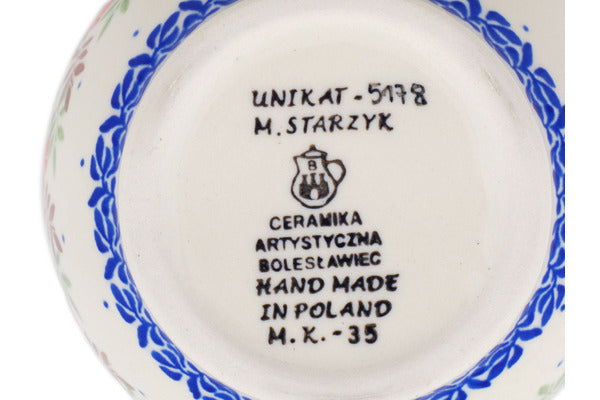 UNIKAT - 5178
M. STARZYK
B
CERAMIKA
ARTYSTYCZNA
BOLESŁAWIEC
HAND MADE
IN POLAND
M.K. - 35